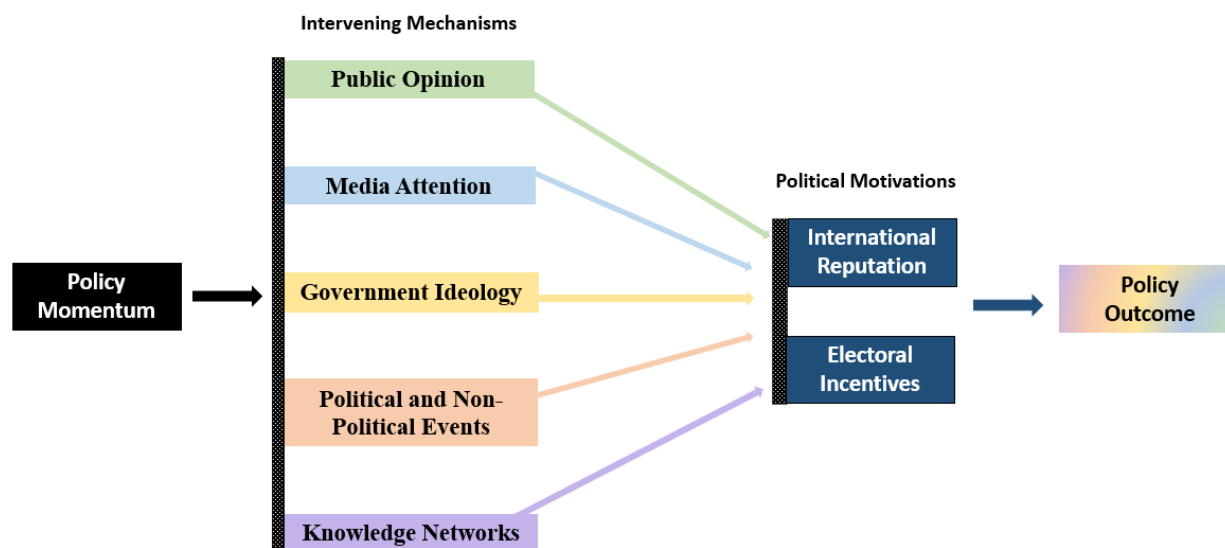 Intervening Mechanisms
Public Opinion
Media Attention
Political Motivations
International
Reputation
Policy
Momentum
Government Ideology
Policy
Outcome
Electoral
Incentives
Political and Non-
Political Events
Knowledge Networks